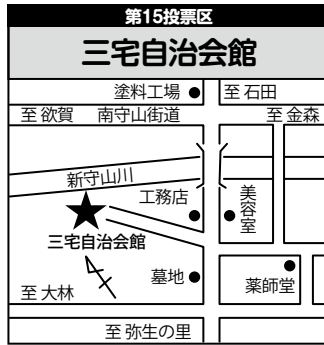 第15投票区
三宅自治会館
塗料工場
至石田
至欲賀
南守山街道
至金森
新守山川
工務店
美容室
三宅自治会館
墓地
薬師堂
至大林
至弥生の里